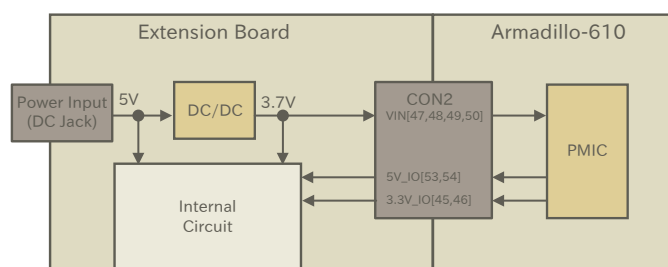 Extension Board
Armadillo-610
Power Input
(DC Jack)
5V
DC/DC
3.7V
CON2
VIN[47,48,49,50]
PMIC
5V_IO[53,54]
3.3V_IO[45,46]
Internal
Circuit